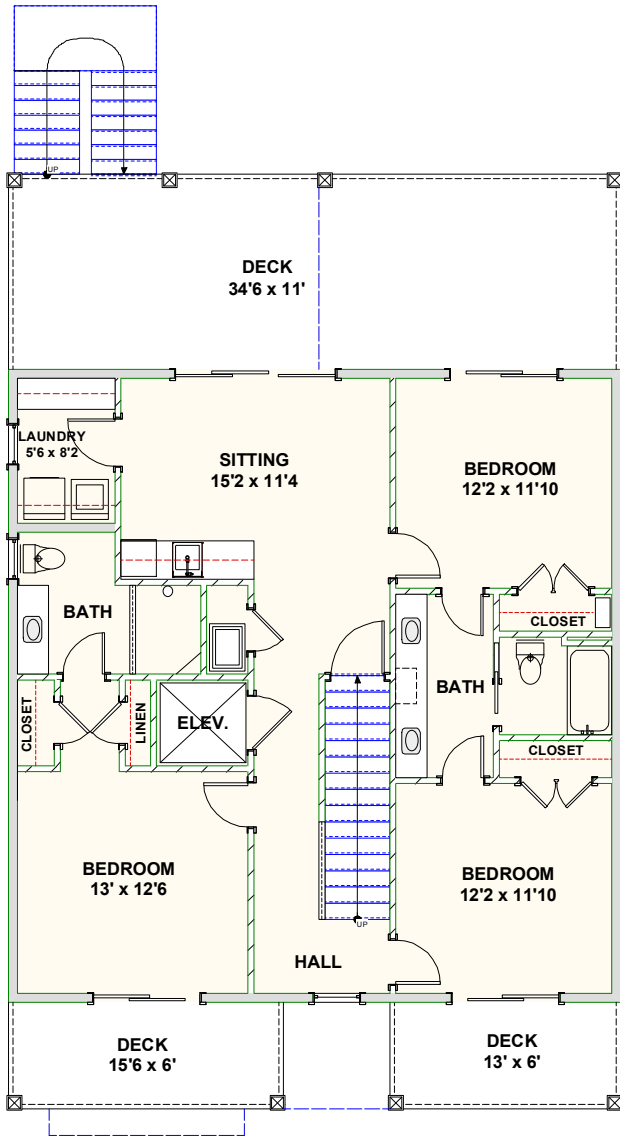 UP
DECK
34'6 x 11'
LAUNDRY
5'6 x 8'2
SITTING
15'2 x 11'4
BEDROOM
12'2 x 11'10
BATH
CLOSET
BATH
CLOSET
LINEN
ELEV.
CLOSET
BEDROOM
13' x 12'6
BEDROOM
12'2 x 11'10
UP
HALL
DECK
15'6 x 6'
DECK
13' x 6'